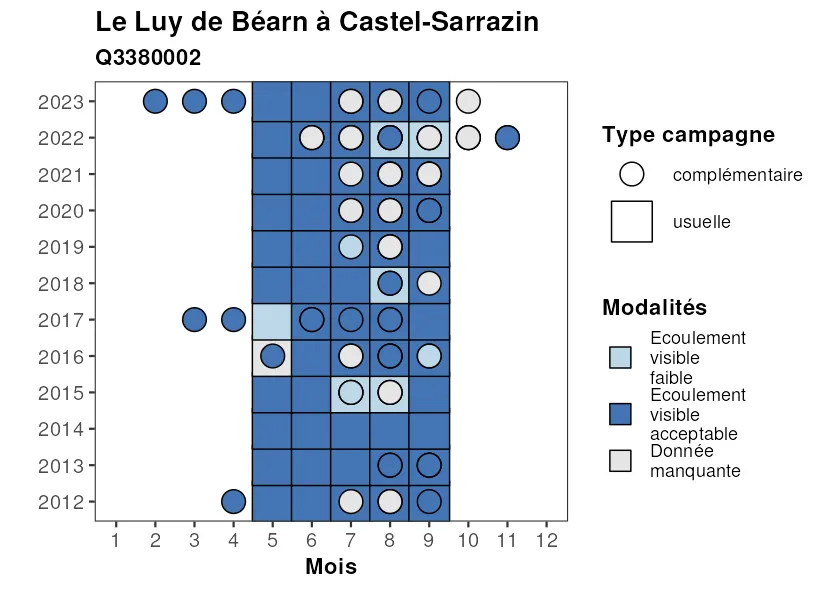 Le Luy de Béarn à Castel-Sarrazin
Q3380002
2023
2022
2021
2020
2019
2018
2017
2016
2015
2014
2013
2012
1 2 3 4 5 6 7 8 9 10 11 12
Mois
Type campagne
complémentaire
usuelle
Modalités
Ecoulement
visible
faible
Ecoulement
visible
acceptable
Donnée
manquante